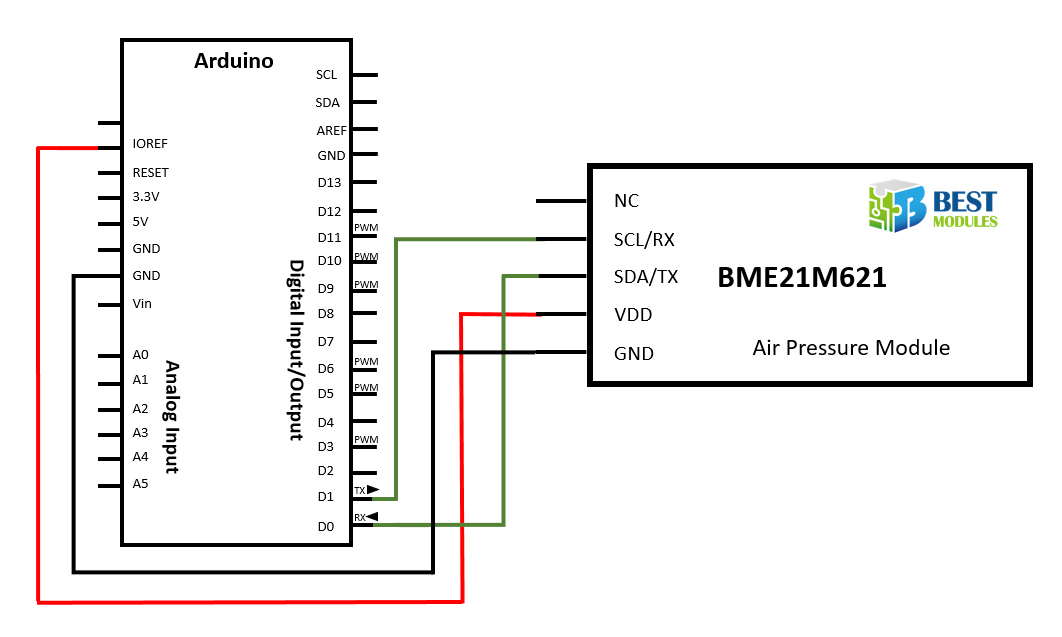 Arduino
IOREF
RESET
3.3V
5V
GND
GND
Vin
A0
A1
A2
A3
A4
A5
Analog Input
SCL
SDA
AREF
GND
D13
D12
D11 PWM
D10 PWM
D9 PWM
D8
D7
D6 PWM
D5 PWM
D4
D3 PWM
D2
D1 TX
D0 RX
Digital Input/Output
NC
SCL/RX
SDA/TX
VDD
GND
BEST
MODULES
BME21M621
Air Pressure Module